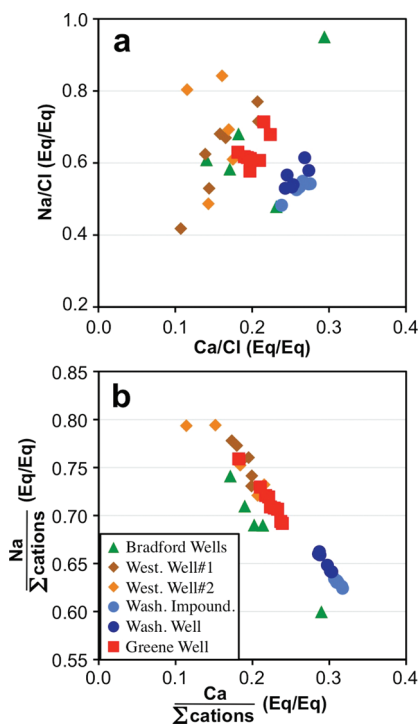 a
1.0
0.8
0.6
0.4
0.2
Na/Cl (Eq/Eq)
0.0 0.1 0.2 0.3 0.4
Ca/Cl (Eq/Eq)
b
0.85
0.80
0.75
0.70
0.65
0.60
0.55
Na
Σcations (Eq/Eq)
Bradford Wells
West. Well#1
West. Well#2
Wash. Impound.
Wash. Well
Greene Well
0.0 0.1 0.2 0.3 0.4
Ca
Σcations (Eq/Eq)